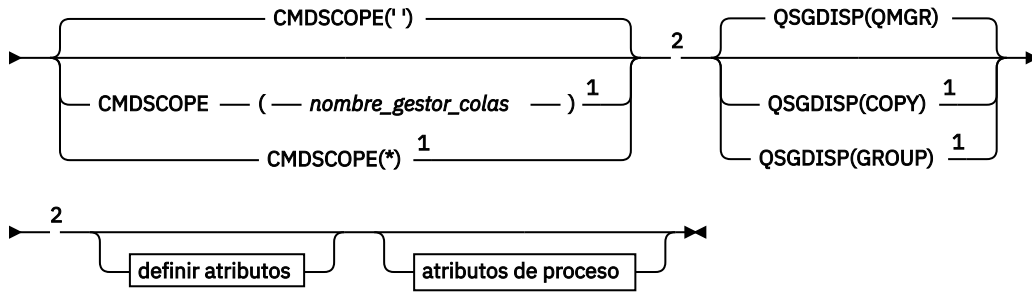 CMDSCOPE(' ') QSGDISP(QMGR)
2
CMDSCOPE ( nombre_gestor_colas ) 1 QSGDISP(COPY) 1
CMDSCOPE(*) 1 QSGDISP(GROUP) 1
2
definir atributos atributos de proceso